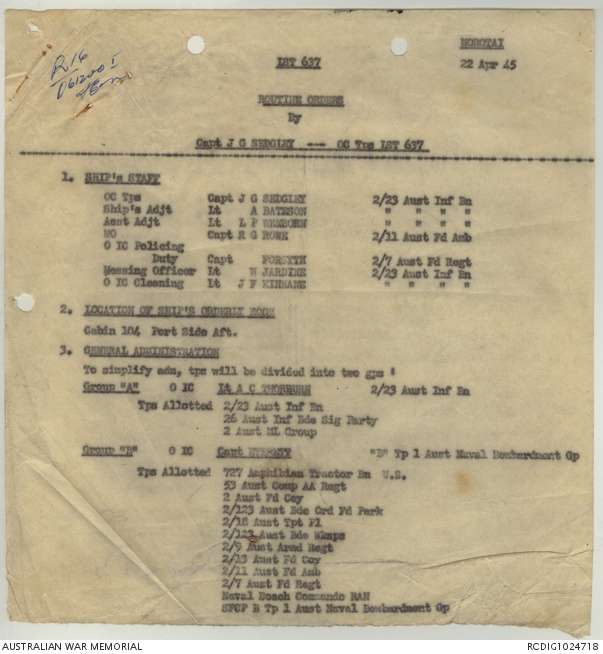 R16
061200 I
MOROTAI
LST 637
22 Apr 45
ROUTINE ORDERS
By
Capt J G SEDGLEY --- OC Tps LST 637
1. SHIP's STAFF
OC Tps Capt J G SEDGLEY 2/23 Aust Inf Bn
Ship's Adjt Lt A BATESON " " " "
Asst Adjt Lt L P " " " "
MO Capt R G ROWE 2/11 Aust Fd Amb
O IC Policing
Duty Capt FORSYTH 2/7 Aust Fd Regt
Messing Officer Lt N JARDINE 2/23 Aust Inf Bn
O IC Cleaning Lt J F KINNANE " " " "
2. LOCATION OF SHIP'S ORDERLY ROOM
Cabin 104 Port Side Aft.
3. GENERAL ADMINISTRATION
To simplify adm, tps will be divided into two gps :
Group "A" O IC Lt A C THORBURN 2/23 Aust Inf Bn
Tps Allotted 2/23 Aust Inf Bn
26 Aust Inf Bde Sig Party
2 Aust ML Group
Group "B" O IC Capt "B" Tp 1 Aust Naval Bombardment Gp
Tps Allotted 727 Amphibian Tractor Bn U.S.
53 Aust Comp AA Regt
2 Aust Fd Coy
2/123 Aust Bde Ord Fd Park
2/18 Aust Tpt Pl
2/123 Aust Bde Wksps
2/9 Aust Armd Regt
2/13 Aust Fd Coy
2/11 Aust Fd Amb
2/7 Aust Fd Regt
Naval Beach Commando RAN
SFCP B Tp 1 Aust Naval Bombardment Gp
AUSTRALIAN WAR MEMORIAL
RCDIG1024718